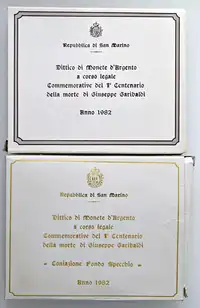 Repubblica di San Marino
Dittico di Monete d'Argento
a corso legale
Commemorative del 1° Centenario
della morte di Giuseppe Garibaldi
Anno 1982
Repubblica di San Marino
Dittico di Monete d'Argento
a corso legale
Commemorative del 1° Centenario
della morte di Giuseppe Garibaldi
« Coniazione Fondo Specchio »
Anno 1982